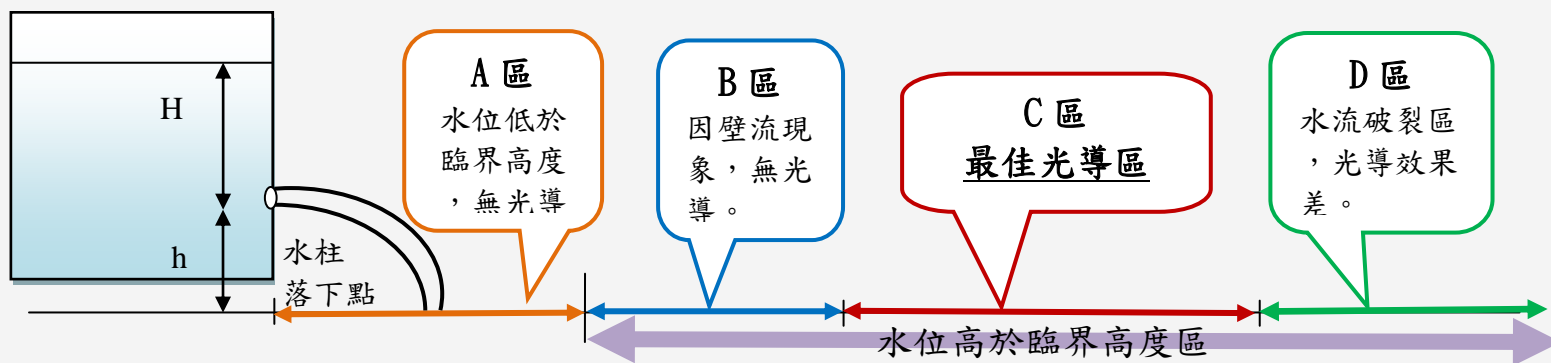 H
h
水柱
落下點
A 區
水位低於
臨界高度
，無光導
B 區
因壁流現
象，無光
導。
C 區
最佳光導區
D 區
水流破裂區
，光導效果
差。
水位高於臨界高度區